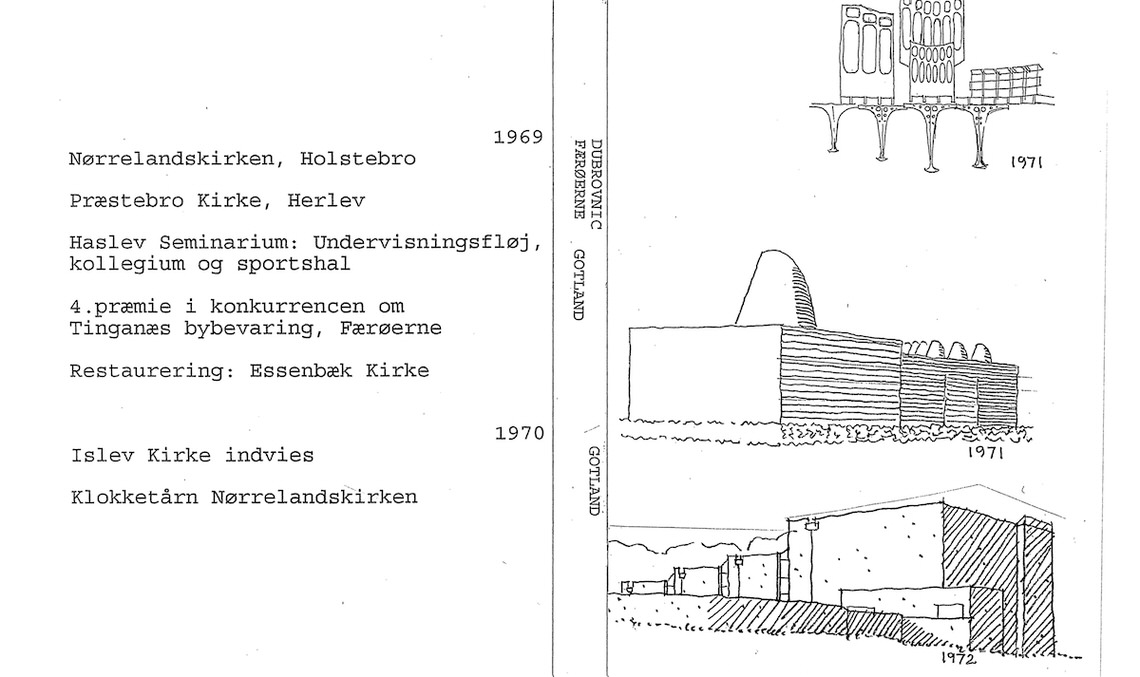 1969
Nørrelandskirken, Holstebro
Præstebro Kirke, Herlev
Haslev Seminarium: Undervisningsfløj,
kollegium og sportshal
4.præmie i konkurrencen om
Tinganæs bybevaring, Færøerne
Restaurering: Essenbæk Kirke
1970
Islev Kirke indvies
Klokketårn Nørrelandskirken
DUBROVNIC
FÆRØERNE
GOTLAND
GOTLAND
1971
1971
1972